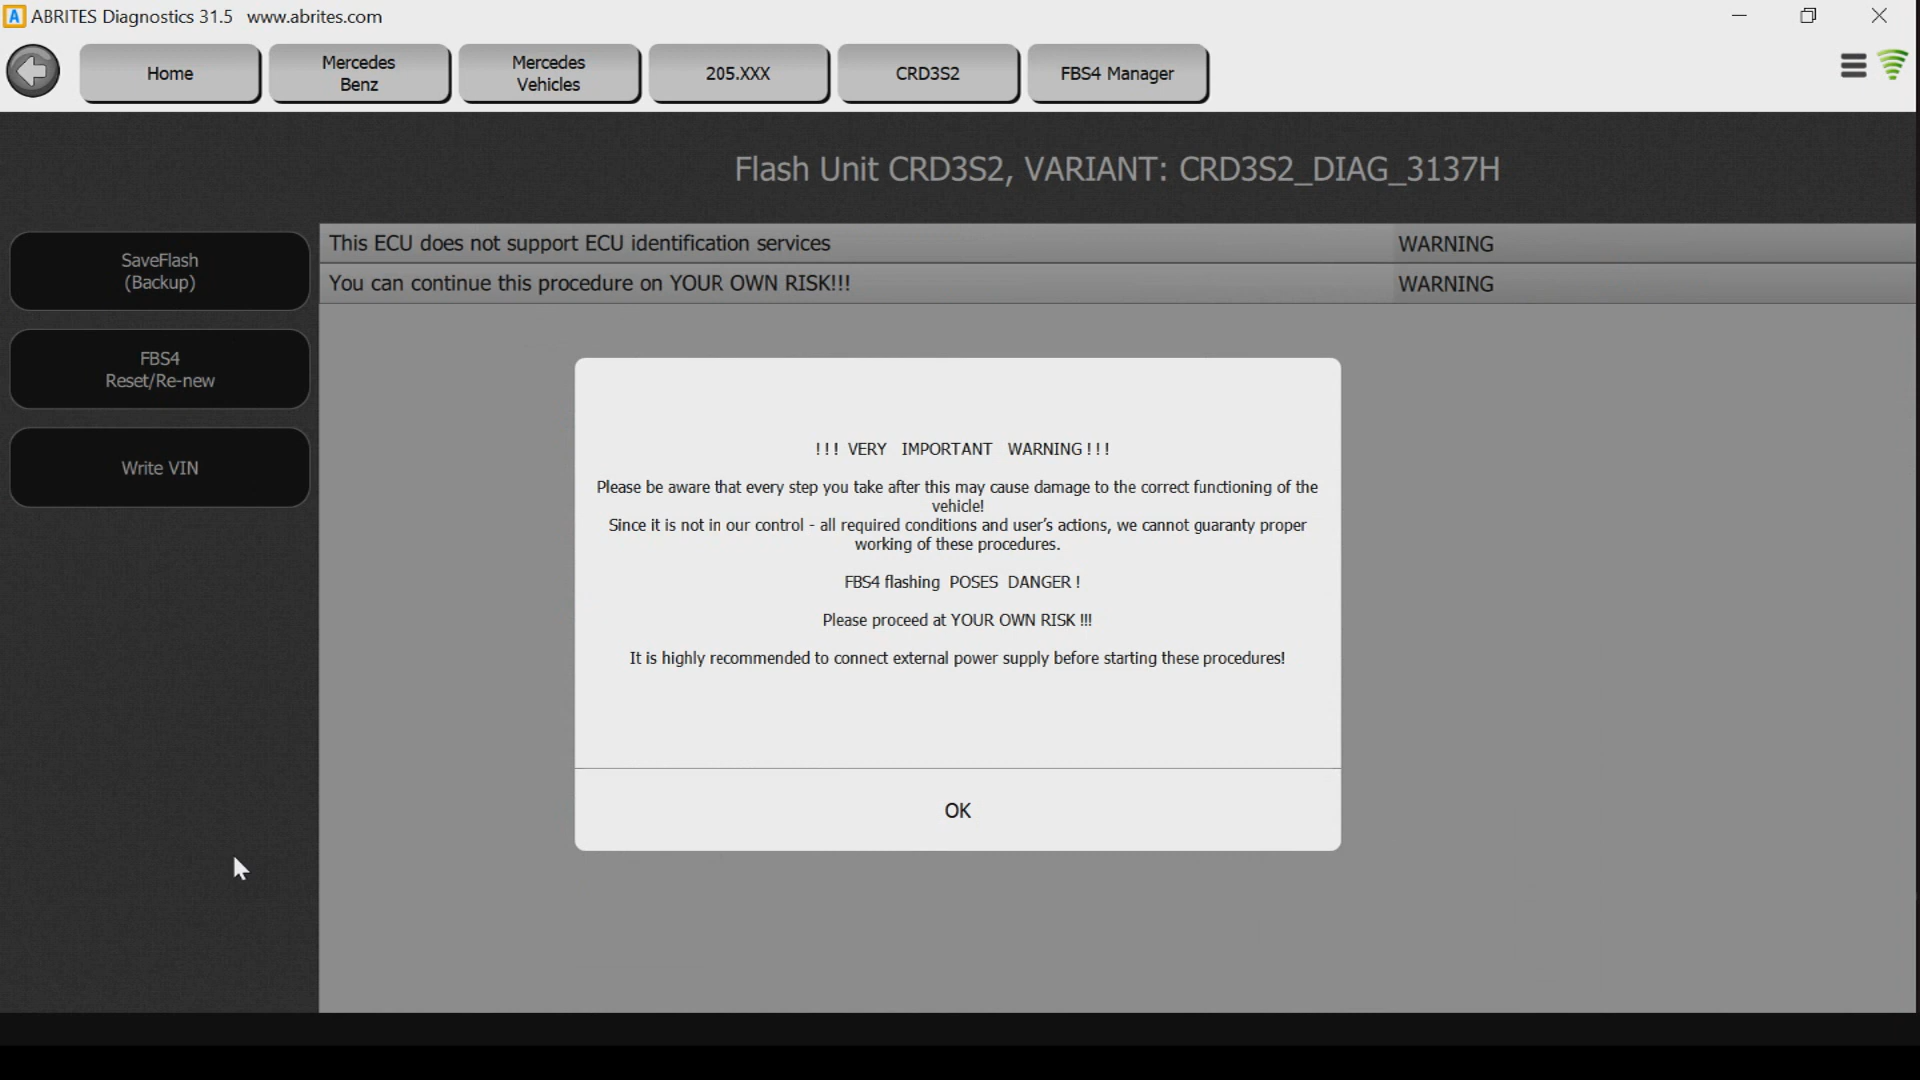 A ABRITES Diagnostics 31.5 www.abrites.com
Home
Mercedes
Benz
Mercedes
Vehicles
205.XXX
CRD3S2
FBS4 Manager
Flash Unit CRD3S2, VARIANT: CRD3S2_DIAG_3137H
SaveFlash
(Backup)
FBS4
Reset/Re-new
Write VIN
This ECU does not support ECU identification services WARNING
You can continue this procedure on YOUR OWN RISK!!! WARNING
!!! VERY IMPORTANT WARNING!!!
Please be aware that every step you take after this may cause damage to the correct functioning of the
vehicle!
Since it is not in our control - all required conditions and user's actions, we cannot guaranty proper
working of these procedures.
FBS4 flashing POSES DANGER !
Please proceed at YOUR OWN RISK !!!
It is highly recommended to connect external power supply before starting these procedures!
OK